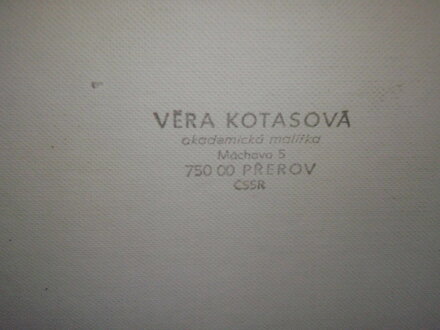 VĚRA KOTASOVÁ
akademická malířka
Máchova 5
750 00 PŘEROV
ČSSR